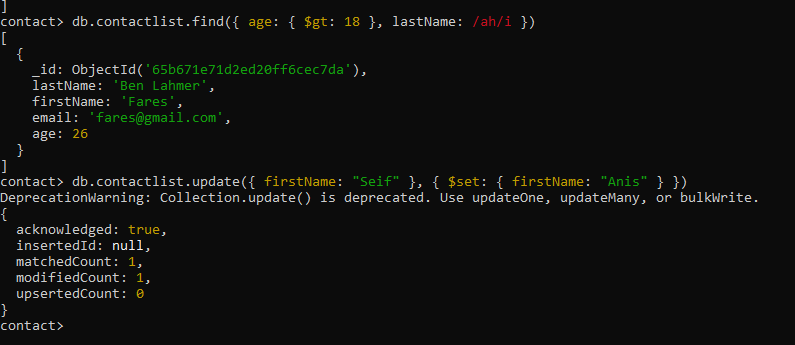 ]
contact> db.contactlist.find({ age: { $gt: 18 }, lastName: /ah/i })
[
  {
    _id: ObjectId('65b671e71d2ed20ff6cec7da'),
    lastName: 'Ben Lahmer',
    firstName: 'Fares',
    email: 'fares@gmail.com',
    age: 26
  }
]
contact> db.contactlist.update({ firstName: "Seif" }, { $set: { firstName: "Anis" } })
DeprecationWarning: Collection.update() is deprecated. Use updateOne, updateMany, or bulkWrite.
{
  acknowledged: true,
  insertedId: null,
  matchedCount: 1,
  modifiedCount: 1,
  upsertedCount: 0
}
contact>